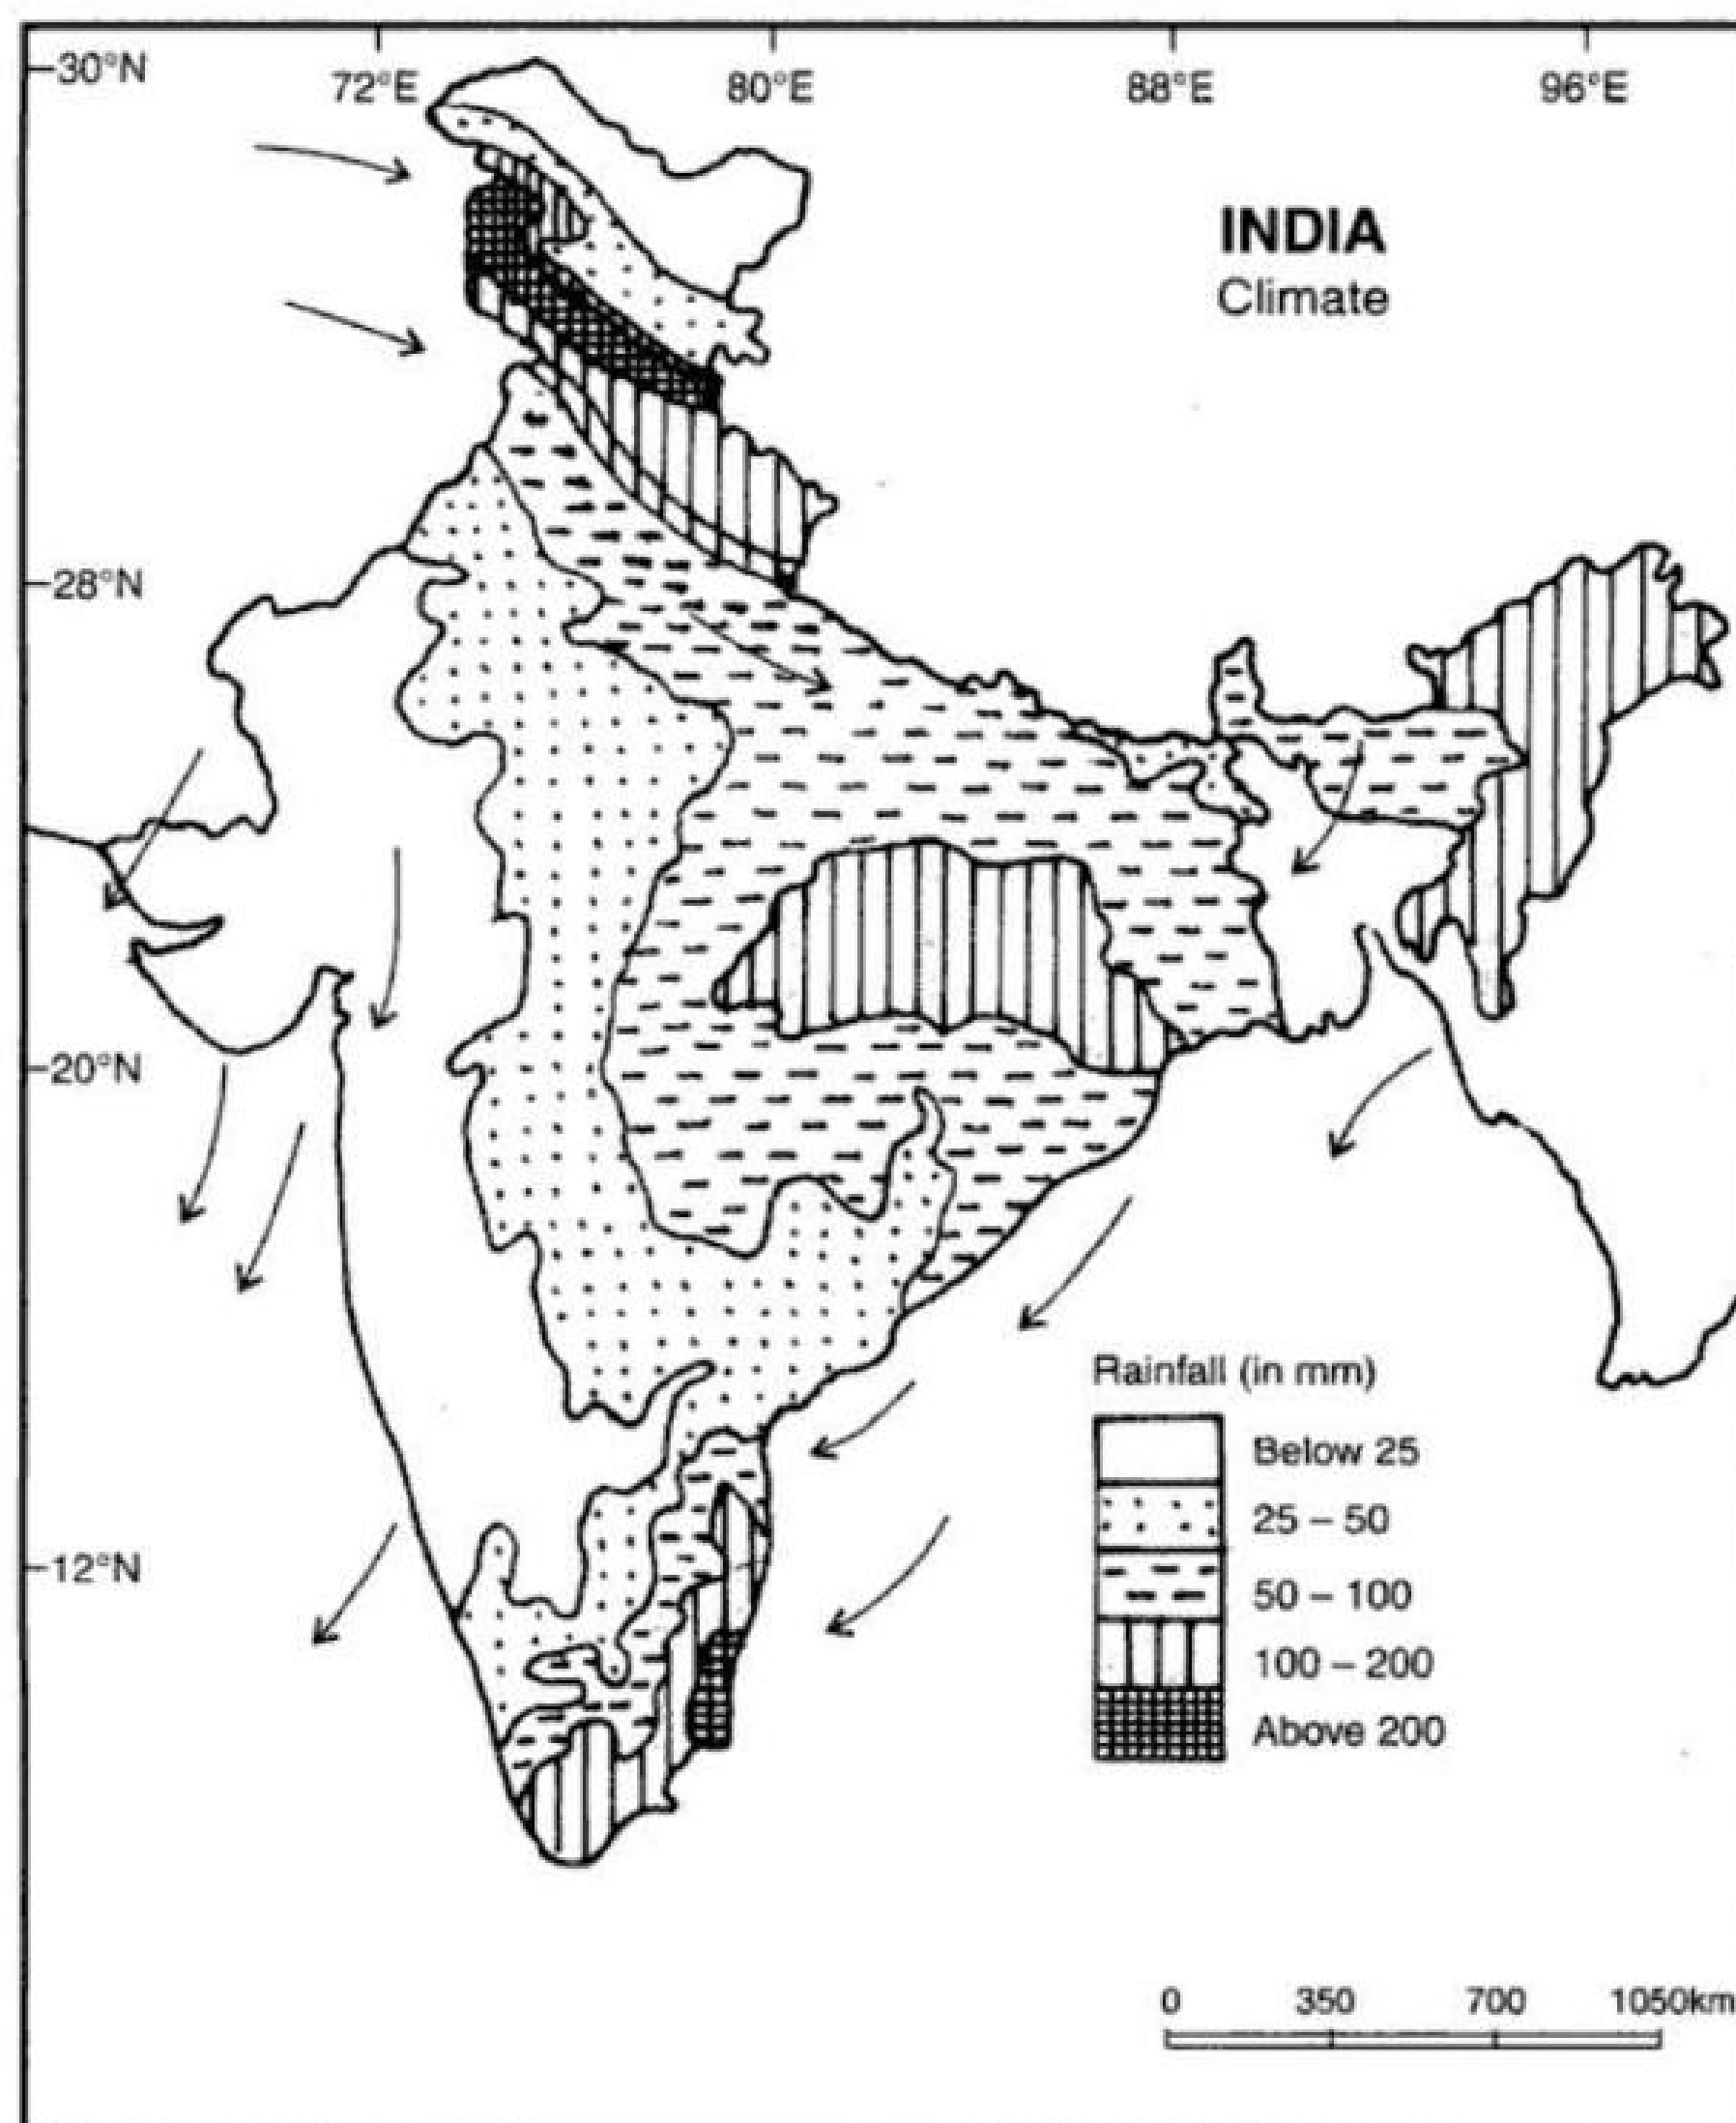 30°N
72°E 80°E 88°E 96°E
INDIA
Climate
28°N
20°N
12°N
Rainfall (in mm)
Below 25
25 – 50
50 – 100
100 – 200
Above 200
0 350 700 1050km